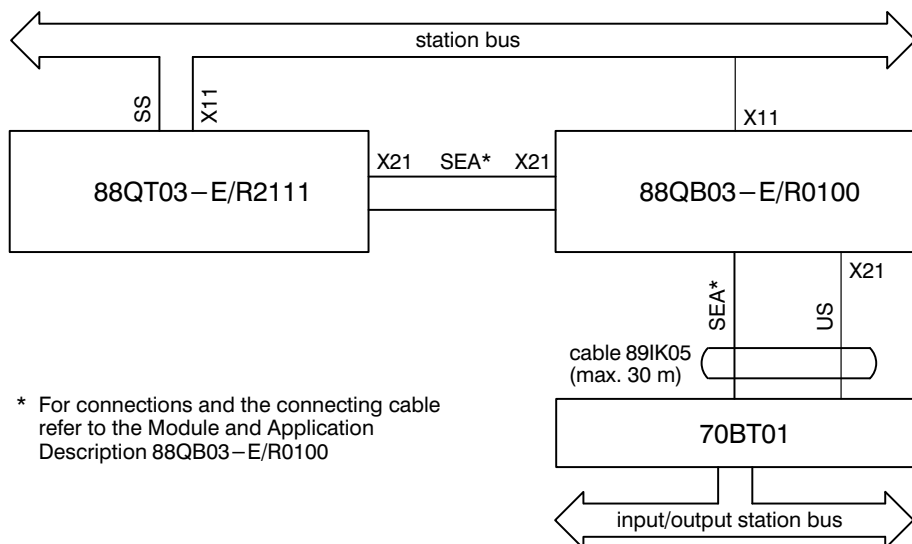 station bus
SS
X11
X11
88QT03–E/R2111
X21
SEA*
X21
88QB03–E/R0100
X21
SEA*
US
cable 89IK05
(max. 30 m)
* For connections and the connecting cable
refer to the Module and Application
Description 88QB03–E/R0100
70BT01
input/output station bus